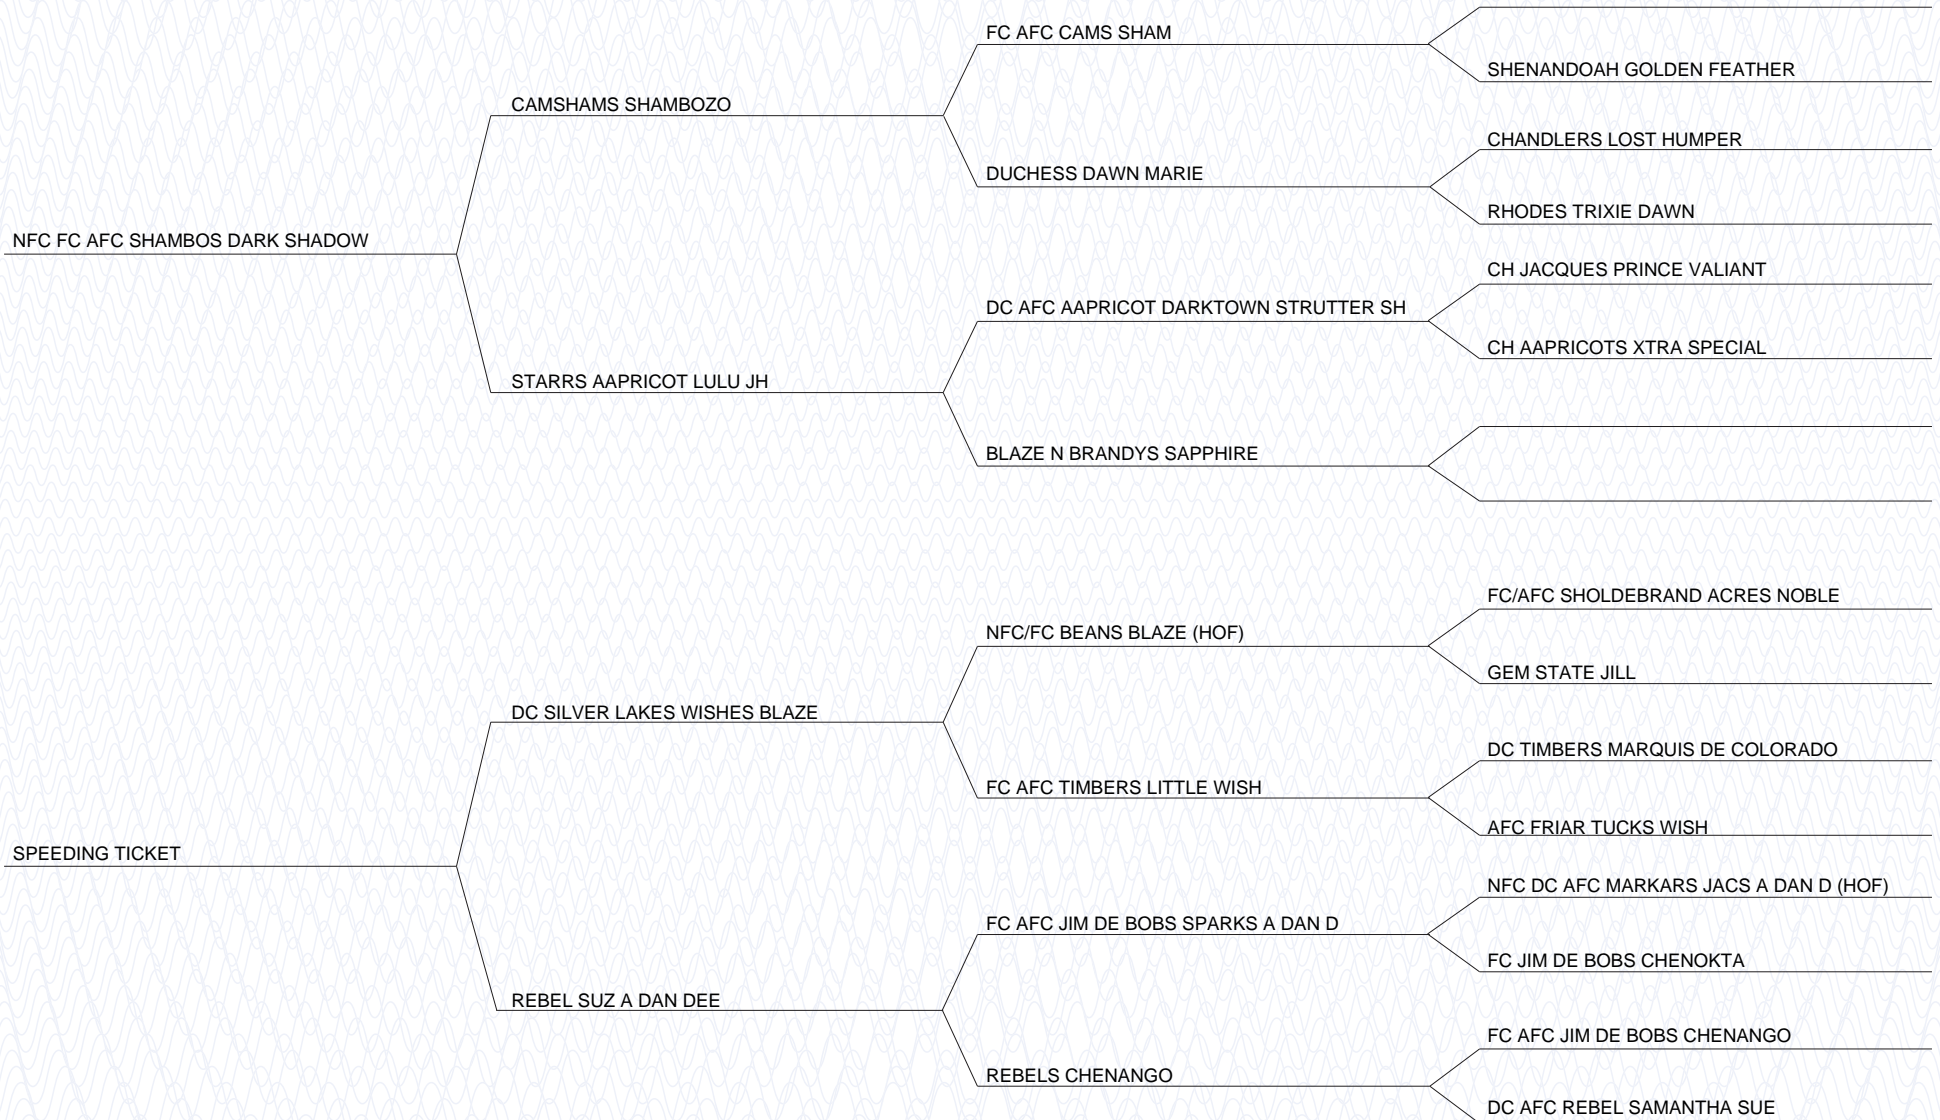 FC AFC CAMS SHAM
SHENANDOAH GOLDEN FEATHER
CAMSHAMS SHAMBOZO
CHANDLERS LOST HUMPER
DUCHESS DAWN MARIE
RHODES TRIXIE DAWN
NFC FC AFC SHAMBOS DARK SHADOW
CH JACQUES PRINCE VALIANT
DC AFC AAPRICOT DARKTOWN STRUTTER SH
CH AAPRICOTS XTRA SPECIAL
STARRS AAPRICOT LULU JH
BLAZE N BRANDYS SAPPHIRE
FC/AFC SHOLDEBRAND ACRES NOBLE
NFC/FC BEANS BLAZE (HOF)
GEM STATE JILL
DC SILVER LAKES WISHES BLAZE
DC TIMBERS MARQUIS DE COLORADO
FC AFC TIMBERS LITTLE WISH
AFC FRIAR TUCKS WISH
SPEEDING TICKET
NFC DC AFC MARKARS JACS A DAN D (HOF)
FC AFC JIM DE BOBS SPARKS A DAN D
FC JIM DE BOBS CHENOKTA
REBEL SUZ A DAN DEE
FC AFC JIM DE BOBS CHENANGO
REBELS CHENANGO
DC AFC REBEL SAMANTHA SUE